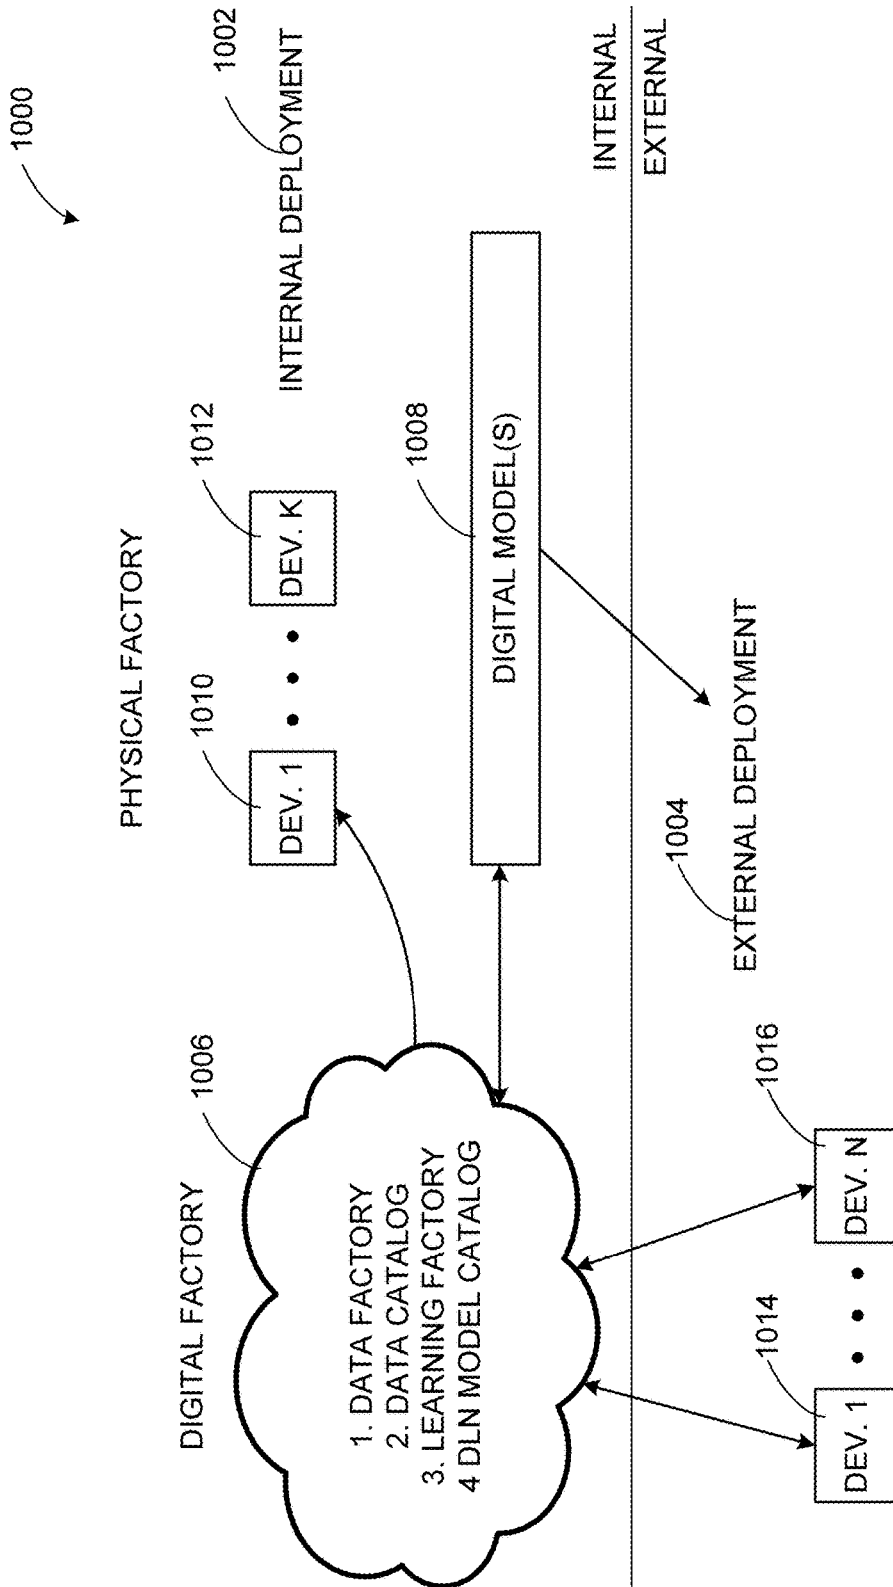 1000
DIGITAL FACTORY
PHYSICAL FACTORY
1006
1010
1012
1002
DEV. 1
DEV. K
INTERNAL DEPLOYMENT
1. DATA FACTORY
2. DATA CATALOG
3. LEARNING FACTORY
4 DLN MODEL CATALOG
1008
DIGITAL MODEL(S)
INTERNAL
EXTERNAL
1004
EXTERNAL DEPLOYMENT
1014
1016
DEV. 1
DEV. N